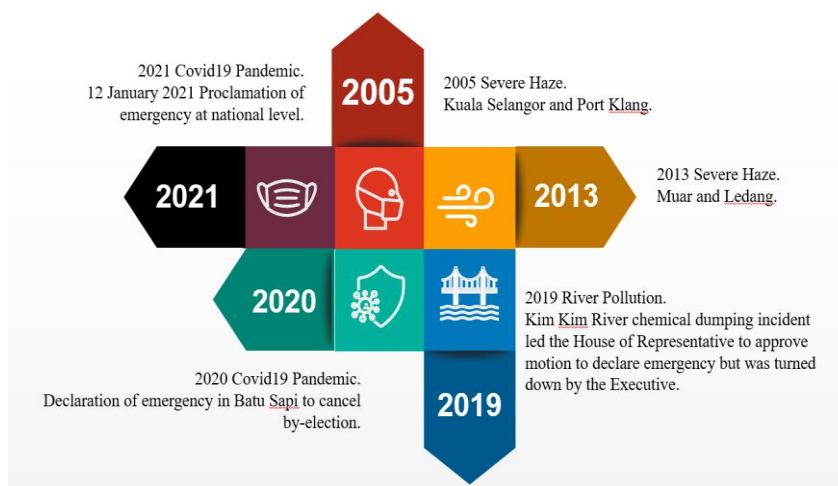 2021 Covid19 Pandemic.
12 January 2021 Proclamation of
emergency at national level.
2005
2005 Severe Haze.
Kuala Selangor and Port Klang.
2021
2013
2013 Severe Haze.
Muar and Ledang.
2020
2019 River Pollution.
Kim Kim River chemical dumping incident
led the House of Representative to approve
motion to declare emergency but was turned
down by the Executive.
2020 Covid19 Pandemic.
Declaration of emergency in Batu Sapi to cancel
by-election.
2019